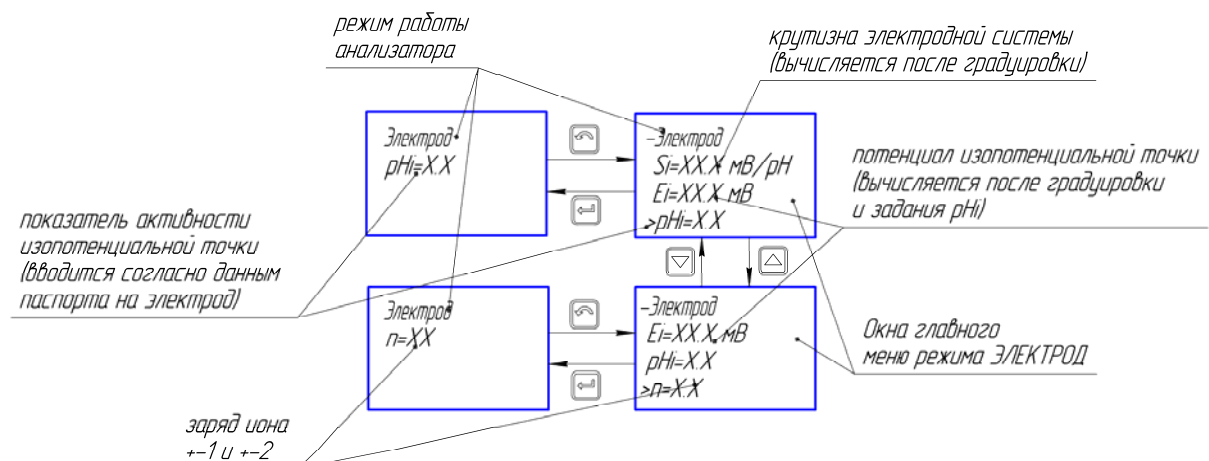 режим работы
анализатора
крутизна электродной системы
(вычисляется после градуировки)
Электрод
pHi=X.X
–Электрод
Si=XX.X мВ/pH
Ei=XX.X мВ
>pHi=X.X
потенциал изопотенциальной точки
(вычисляется после градуировки
и задания pHi)
показатель активности
изопотенциальной точки
(вводится согласно данным
паспорта на электрод)
Электрод
n=XX
–Электрод
Ei=XX.X мВ
pHi=X.X
>n=X.X
Окна главного
меню режима ЭЛЕКТРОД
заряд иона
+–1 и +–2